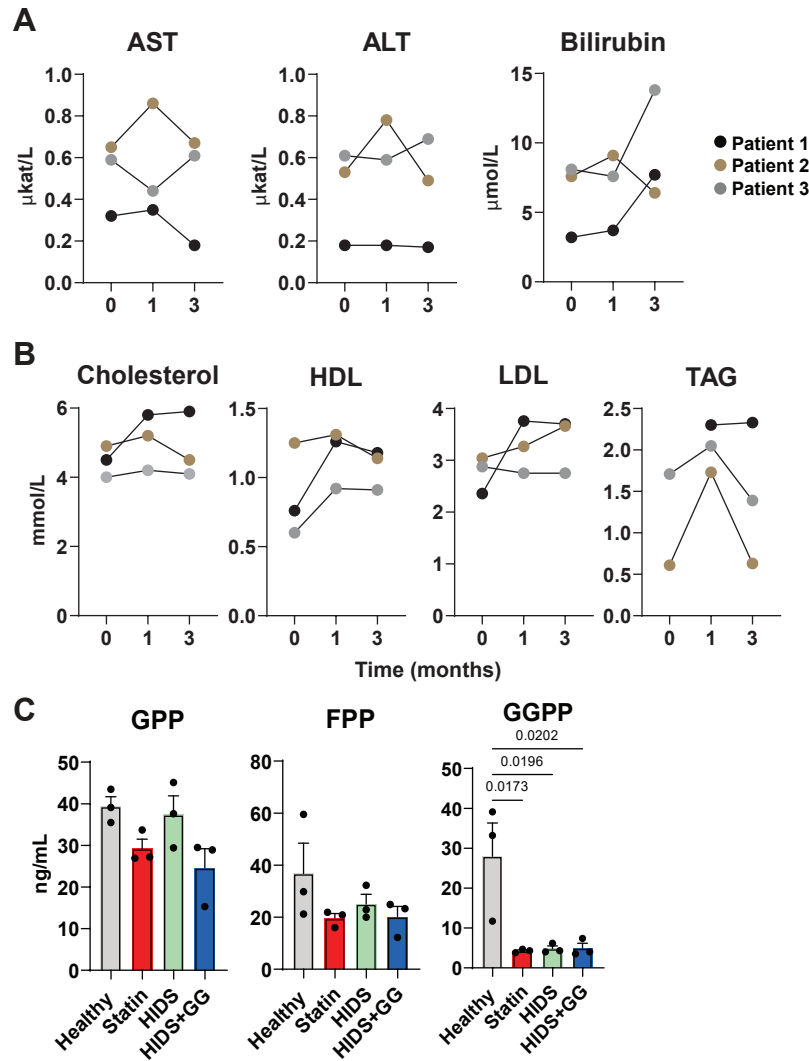 A
AST
ALT
Bilirubin
μkat/L
1.0
0.8
0.6
0.4
0.2
0.0
0 1 3
μkat/L
1.0
0.8
0.6
0.4
0.2
0.0
0 1 3
μmol/L
15
10
5
0
0 1 3
Patient 1
Patient 2
Patient 3
B
Cholesterol
HDL
LDL
TAG
mmol/L
6
4
2
0
0 1 3
1.5
1.0
0.5
0.0
0 1 3
4
3
2
1
0
0 1 3
2.5
2.0
1.5
1.0
0.5
0.0
0 1 3
Time (months)
C
GPP
FPP
GGPP
ng/mL
50
40
30
20
10
0
Healthy
Statin
HIDS
HIDS+GG
80
60
40
20
0
Healthy
Statin
HIDS
HIDS+GG
0.0202
0.0196
0.0173
50
40
30
20
10
0
Healthy
Statin
HIDS
HIDS+GG